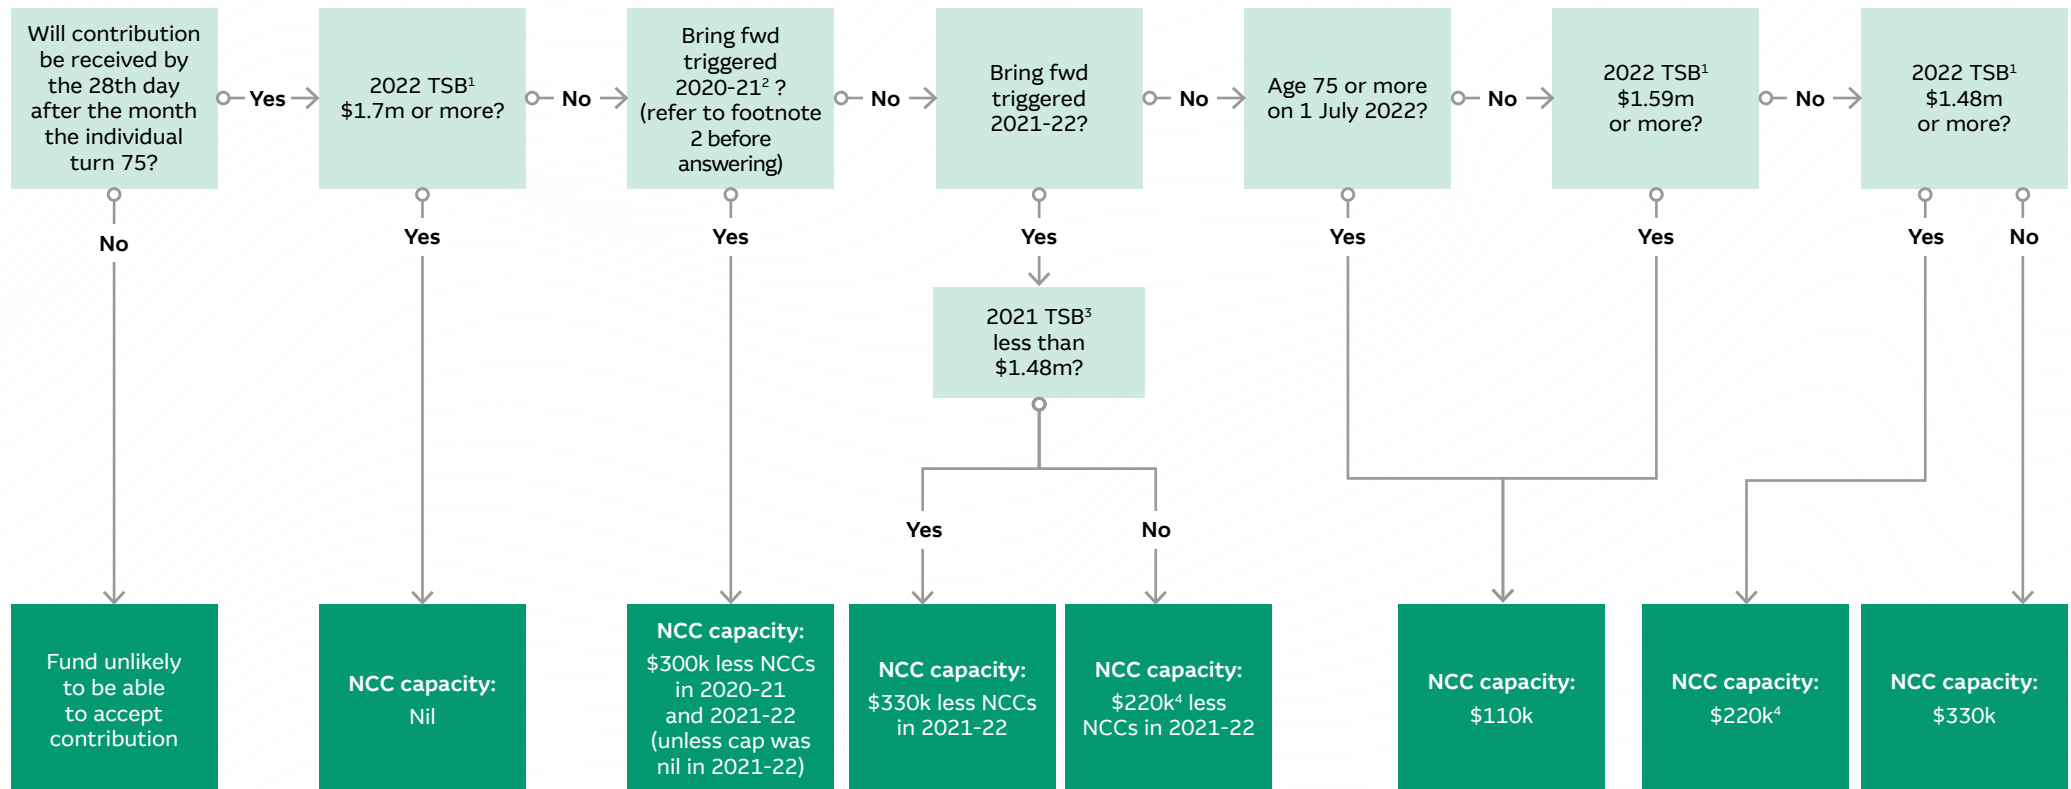 Will contribution
be received by
the 28th day
after the month
the individual
turn 75?
Yes
2022 TSB¹
$1.7m or more?
No
Bring fwd
triggered
2020-21² ?
(refer to footnote
2 before
answering)
No
Bring fwd
triggered
2021-22?
No
Age 75 or more
on 1 July 2022?
No
2022 TSB¹
$1.59m
or more?
No
2022 TSB¹
$1.48m
or more?
No
Yes
Yes
Yes
Yes
Yes
Yes
No
2021 TSB³
less than
$1.48m?
Yes
No
Fund unlikely
to be able
to accept
contribution
NCC capacity:
Nil
NCC capacity:
$300k less NCCs
in 2020-21
and 2021-22
(unless cap was
nil in 2021-22)
NCC capacity:
$330k less NCCs
in 2021-22
NCC capacity:
$220k⁴ less
NCCs in 2021-22
NCC capacity:
$110k
NCC capacity:
$220k⁴
NCC capacity:
$330k